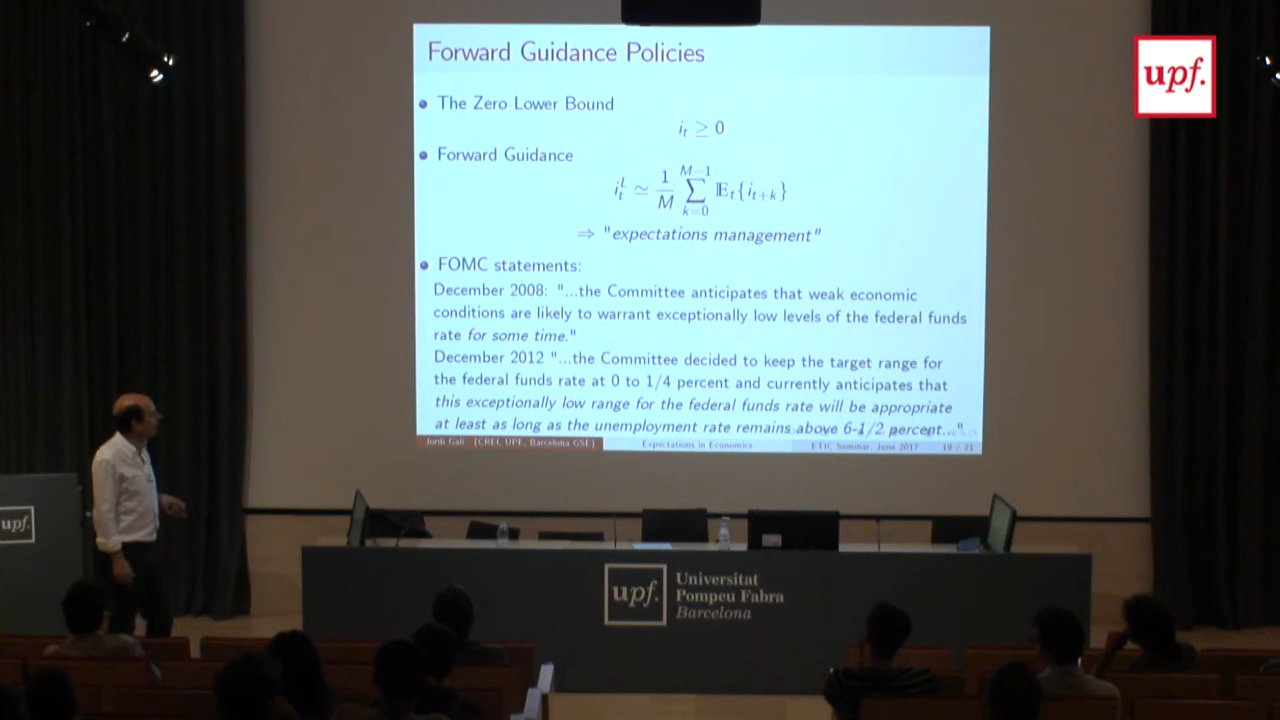 Forward Guidance Policies
upf.
The Zero Lower Bound
i_t ≥ 0
Forward Guidance
i_t^L ≃ 1/M ∑_{k=0}^{M−1} 𝔼_t{i_{t+k}}
⇒ "expectations management"
FOMC statements:
December 2008: "...the Committee anticipates that weak economic
conditions are likely to warrant exceptionally low levels of the federal funds
rate for some time."
December 2012 "...the Committee decided to keep the target range for
the federal funds rate at 0 to 1/4 percent and currently anticipates that
this exceptionally low range for the federal funds rate will be appropriate
at least as long as the unemployment rate remains above 6-1/2 percent..."
Jordi Galí (CREI, UPF, Barcelona GSE) Expectations in Economics ETIC Seminar, June 2017 19 / 21
upf.
upf.
Universitat
Pompeu Fabra
Barcelona